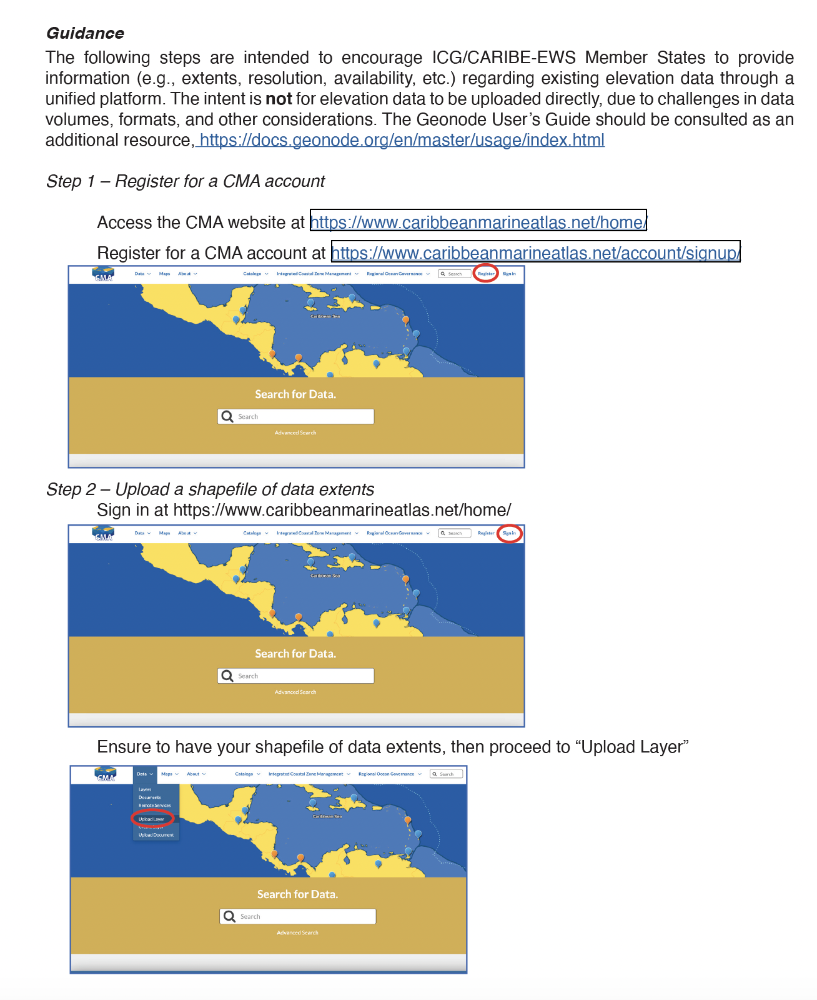 Guidance
The following steps are intended to encourage ICG/CARIBE-EWS Member States to provide
information (e.g., extents, resolution, availability, etc.) regarding existing elevation data through a
unified platform. The intent is not for elevation data to be uploaded directly, due to challenges in data
volumes, formats, and other considerations. The Geonode User’s Guide should be consulted as an
additional resource, https://docs.geonode.org/en/master/usage/index.html
Step 1 – Register for a CMA account
Access the CMA website at https://www.caribbeanmarineatlas.net/home/
Register for a CMA account at https://www.caribbeanmarineatlas.net/account/signup/
CMA Data Maps About Catalogo Integrated Coastal Zone Management Regional Ocean Governance Search Register Sign in
Caribbean Sea
Search for Data.
Search
Advanced Search
Step 2 – Upload a shapefile of data extents
Sign in at https://www.caribbeanmarineatlas.net/home/
CMA Data Maps About Catalogo Integrated Coastal Zone Management Regional Ocean Governance Search Register Sign in
Caribbean Sea
Search for Data.
Search
Advanced Search
Ensure to have your shapefile of data extents, then proceed to “Upload Layer”
CMA Data Maps About Catalogo Integrated Coastal Zone Management Regional Ocean Governance Search
Layers
Documents
Remote Services
Upload Layer
Create Layer
Upload Document
Caribbean Sea
Search for Data.
Search
Advanced Search